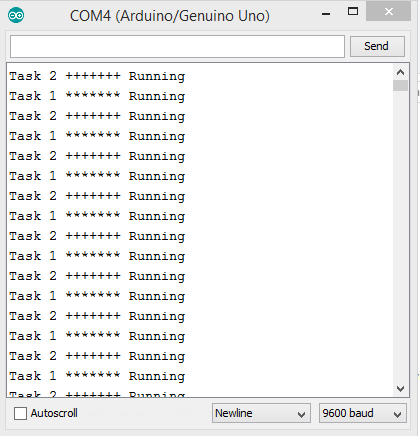 COM4 (Arduino/Genuino Uno)
Send
Task 2 +++++++ Running
Task 1 ******* Running
Task 2 +++++++ Running
Task 1 ******* Running
Task 2 +++++++ Running
Task 1 ******* Running
Task 2 +++++++ Running
Task 1 ******* Running
Task 2 +++++++ Running
Task 1 ******* Running
Task 2 +++++++ Running
Task 1 ******* Running
Task 2 +++++++ Running
Task 1 ******* Running
Task 2 +++++++ Running
Task 1 ******* Running
Task 2 +++++++ Running
Autoscroll Newline 9600 baud